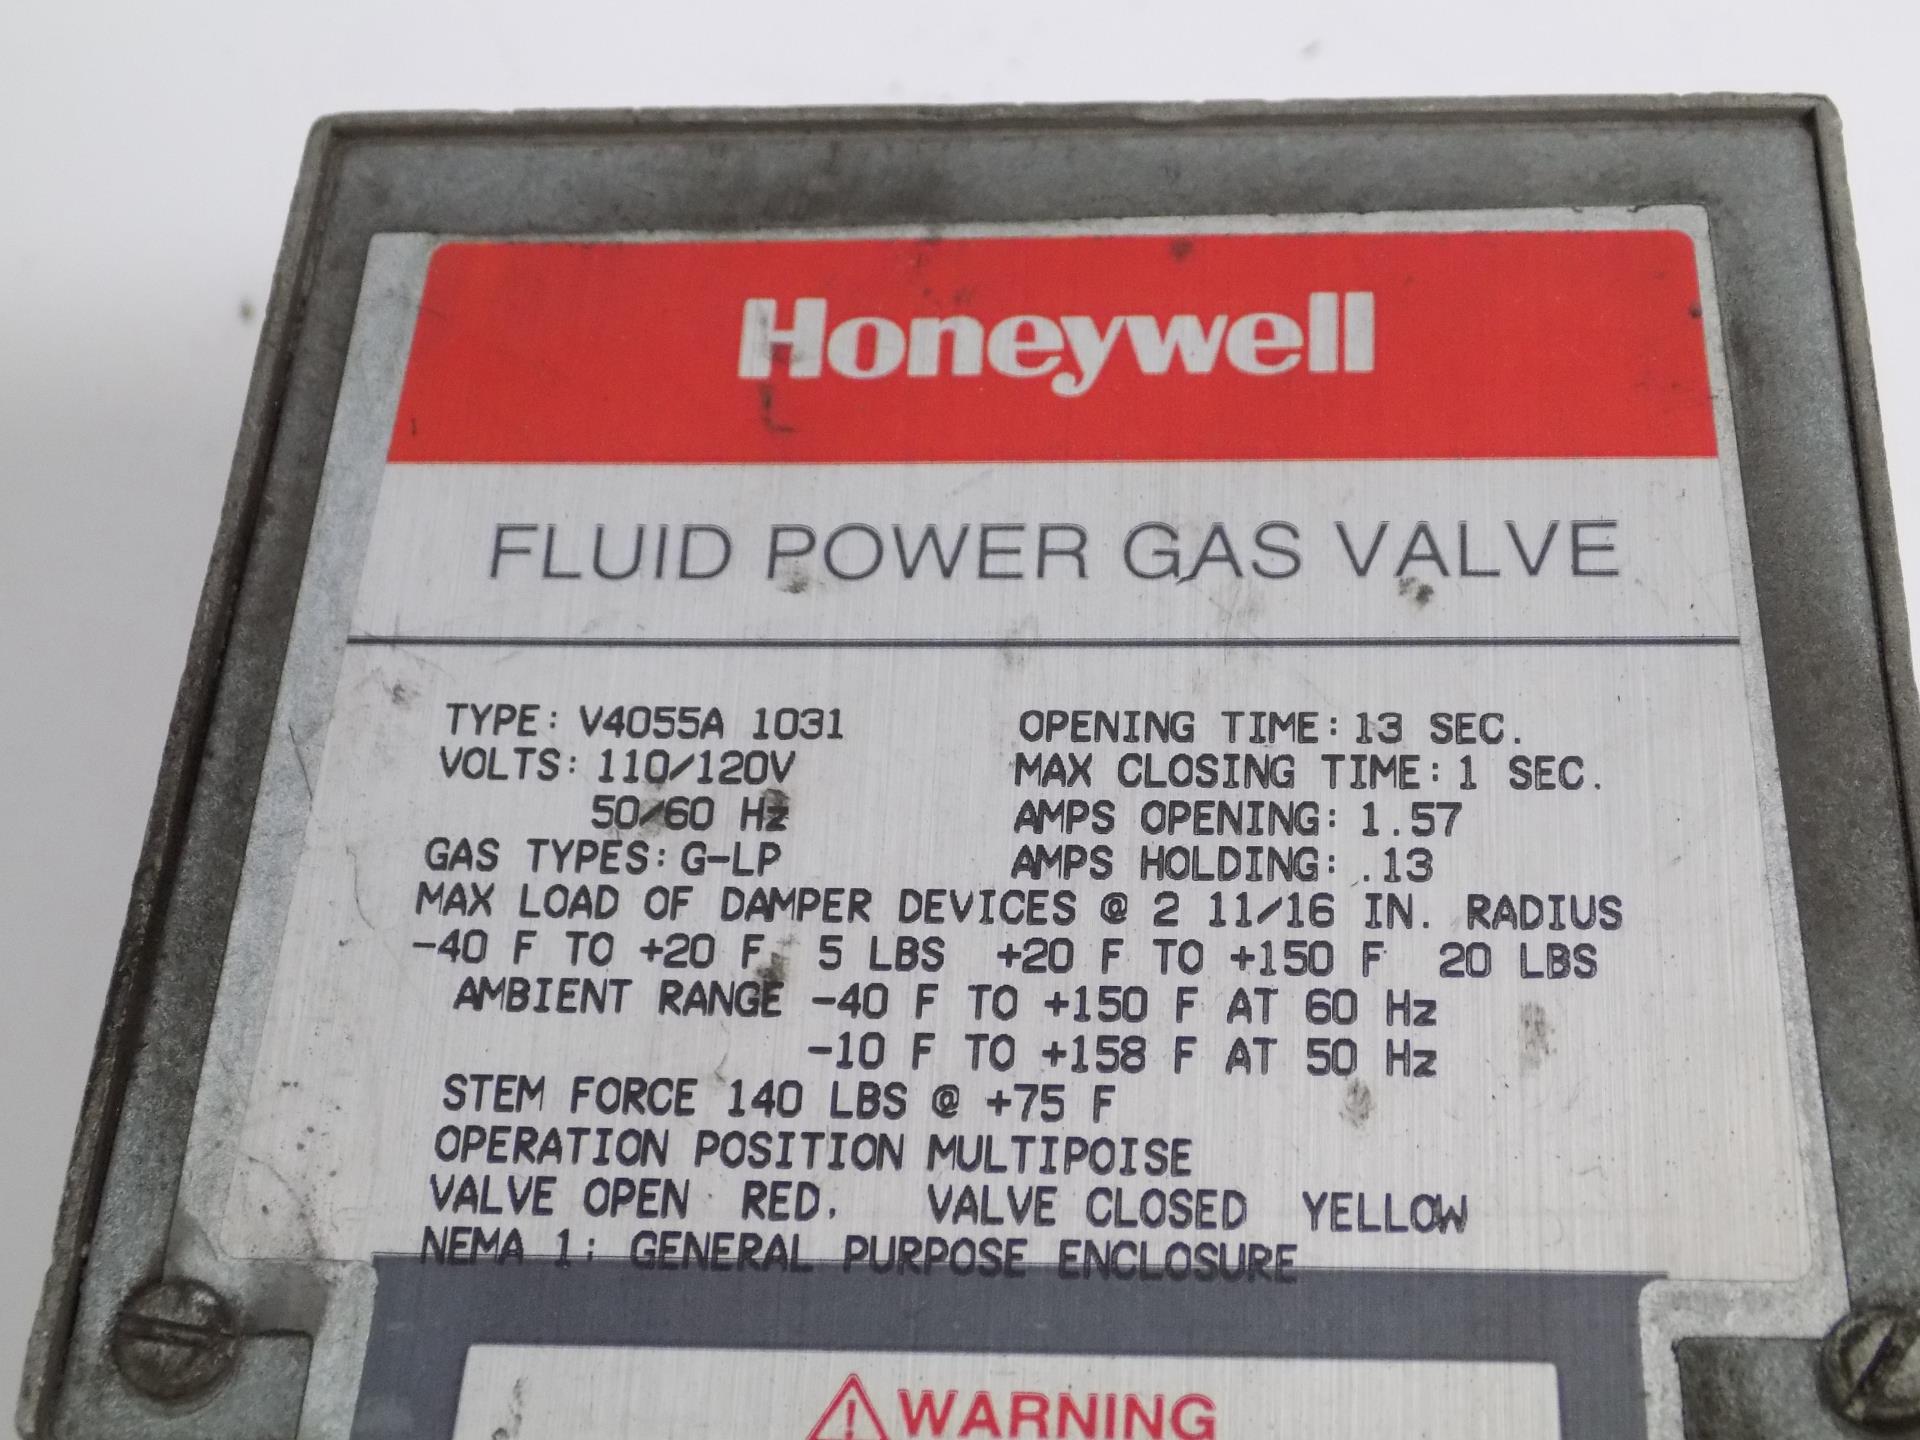 Honeywell
FLUID POWER GAS VALVE
TYPE: V4055A 1031
VOLTS: 110/120V
50/60 Hz
GAS TYPES: G-LP
OPENING TIME: 13 SEC.
MAX CLOSING TIME: 1 SEC.
AMPS OPENING: 1.57
AMPS HOLDING: .13
MAX LOAD OF DAMPER DEVICES @ 2 11/16 IN. RADIUS
-40 F TO +20 F 5 LBS +20 F TO +150 F 20 LBS
AMBIENT RANGE -40 F TO +150 F AT 60 Hz
-10 F TO +158 F AT 50 Hz
STEM FORCE 140 LBS @ +75 F
OPERATION POSITION MULTIPOISE
VALVE OPEN RED. VALVE CLOSED YELLOW
NEMA 1: GENERAL PURPOSE ENCLOSURE
WARNING